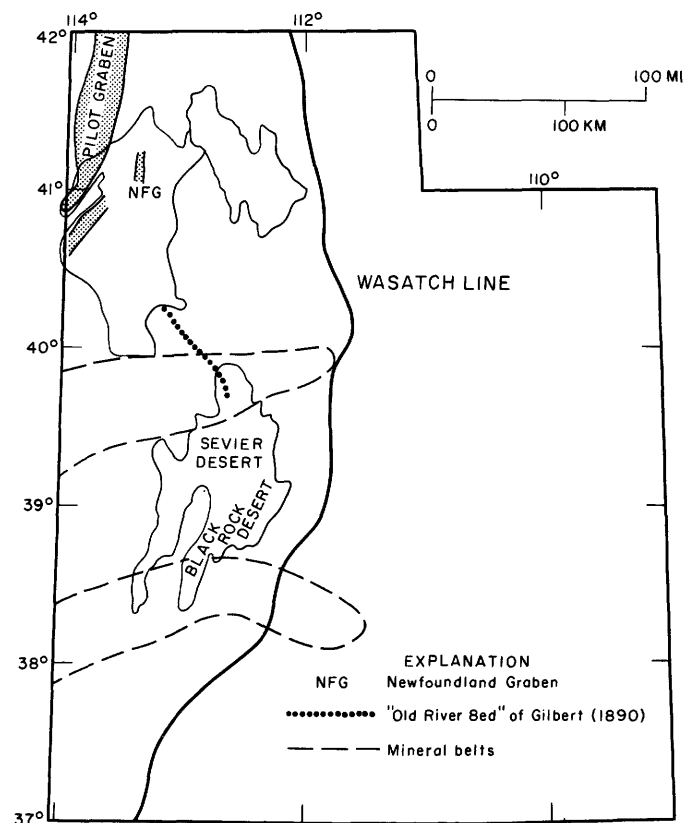 114°
112°
42°
PILOT GRABEN
0 100 MI
0 100 KM
41°
NFG
110°
WASATCH LINE
40°
SEVIER
DESERT
39°
BLACK
ROCK
DESERT
38°
EXPLANATION
NFG Newfoundland Graben
"Old River Bed" of Gilbert (1890)
Mineral belts
37°